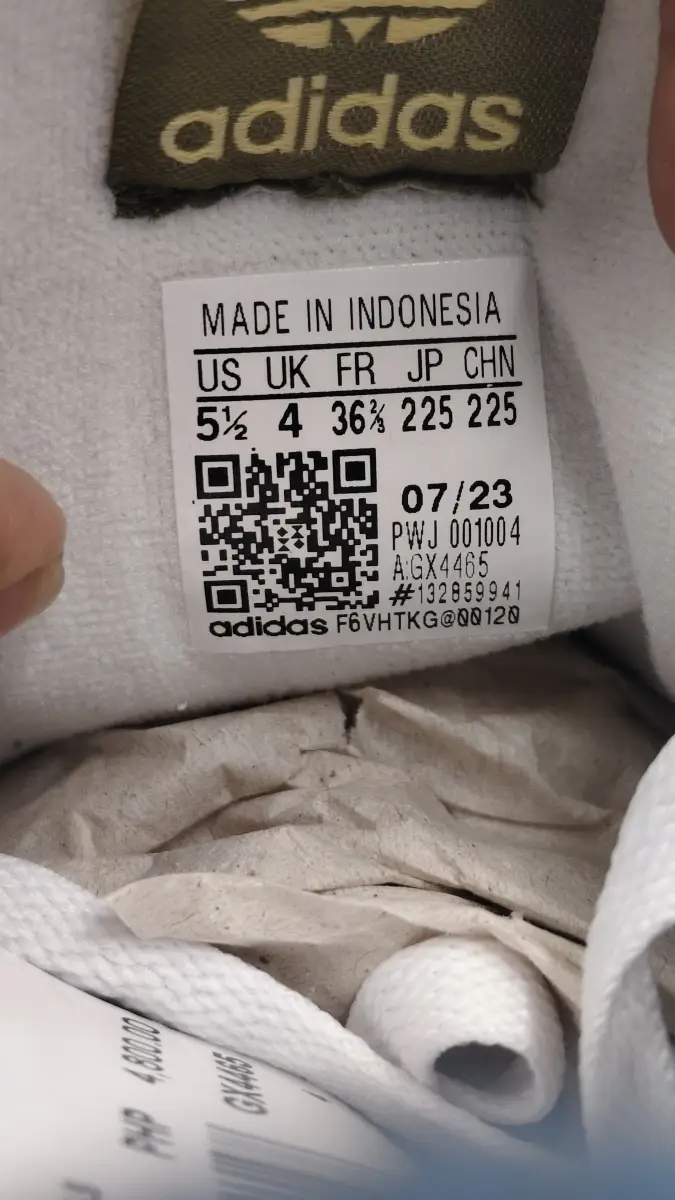 adidas
MADE IN INDONESIA
US UK FR JP CHN
5½ 4 36⅔ 225 225
07/23
PWJ 001004
A:GX4465
#132859941
adidas F6VHTKG@00120
PHP 4,800.00
GX4465